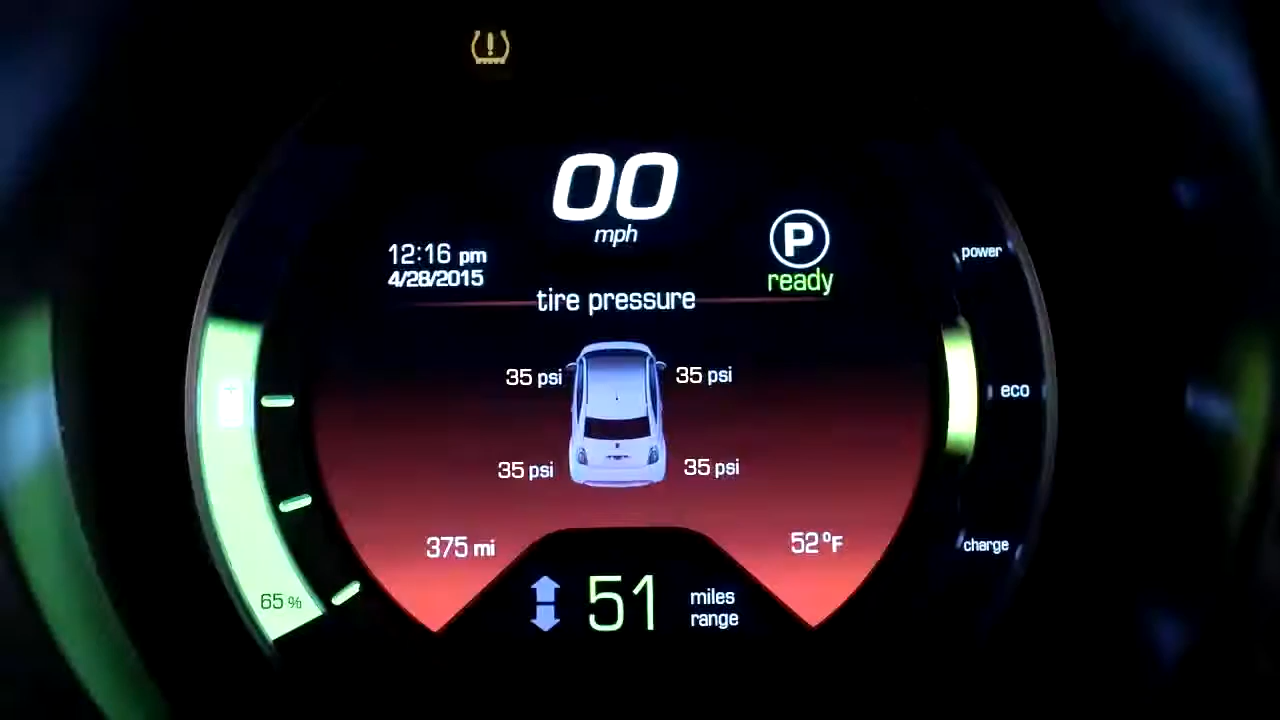 00
mph
12:16 pm
4/28/2015
P
ready
power
tire pressure
35 psi
35 psi
eco
35 psi
35 psi
375 mi
52°F
charge
65 %
51
miles
range